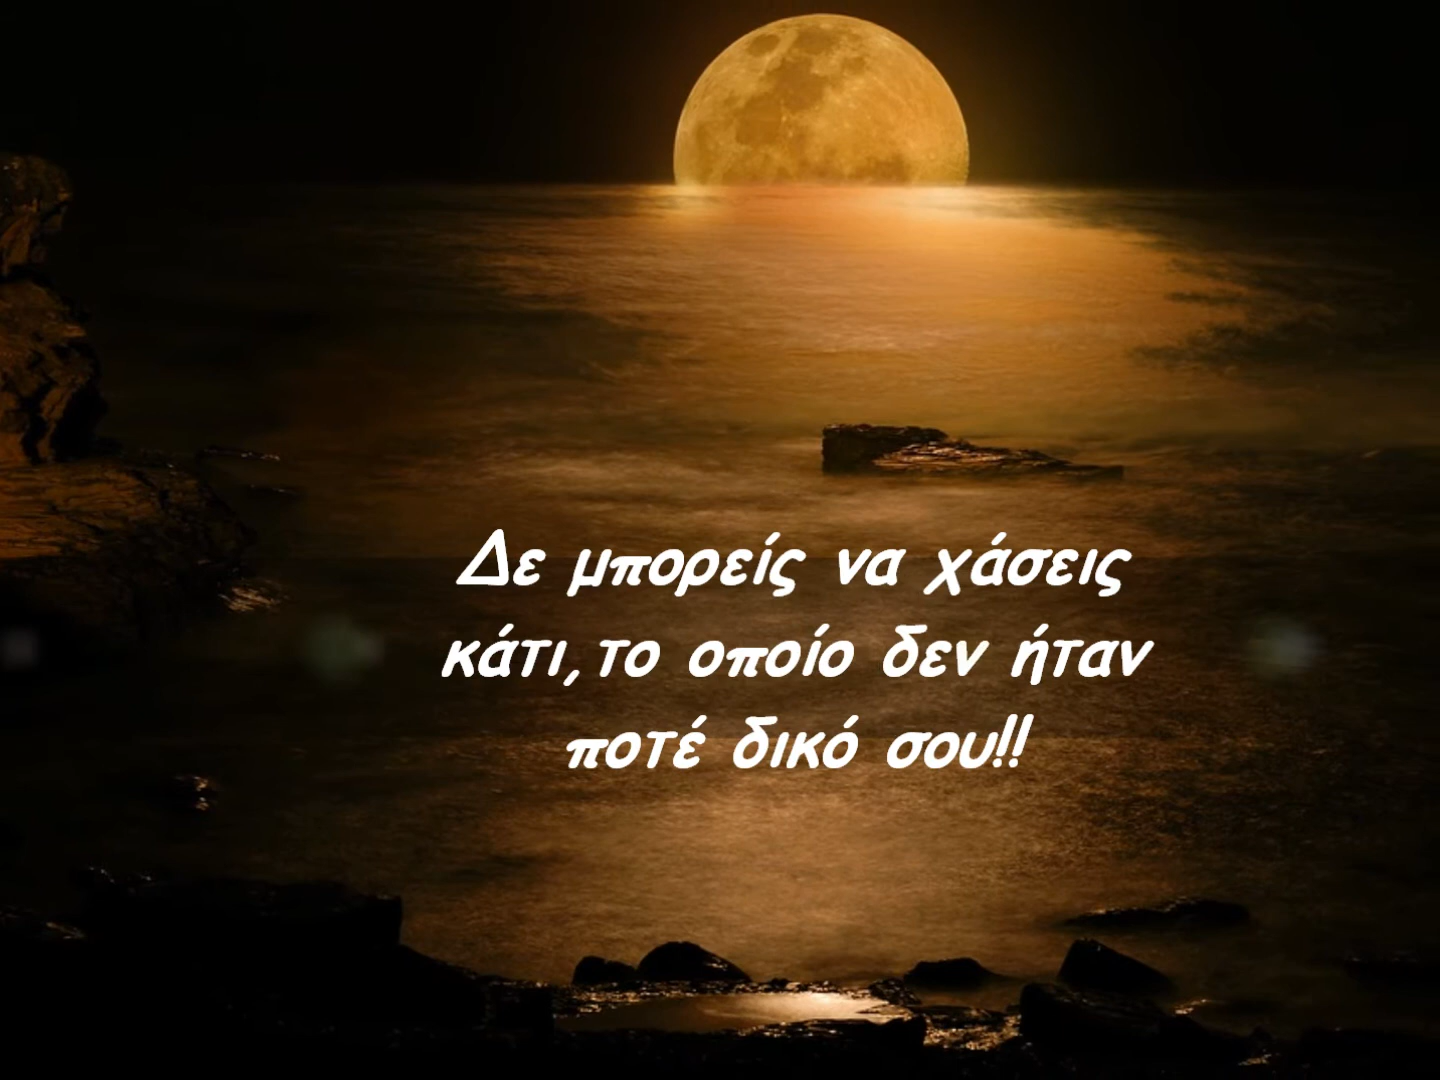 Δε μπορείς να χάσεις
κάτι,το οποίο δεν ήταν
ποτέ δικό σου!!